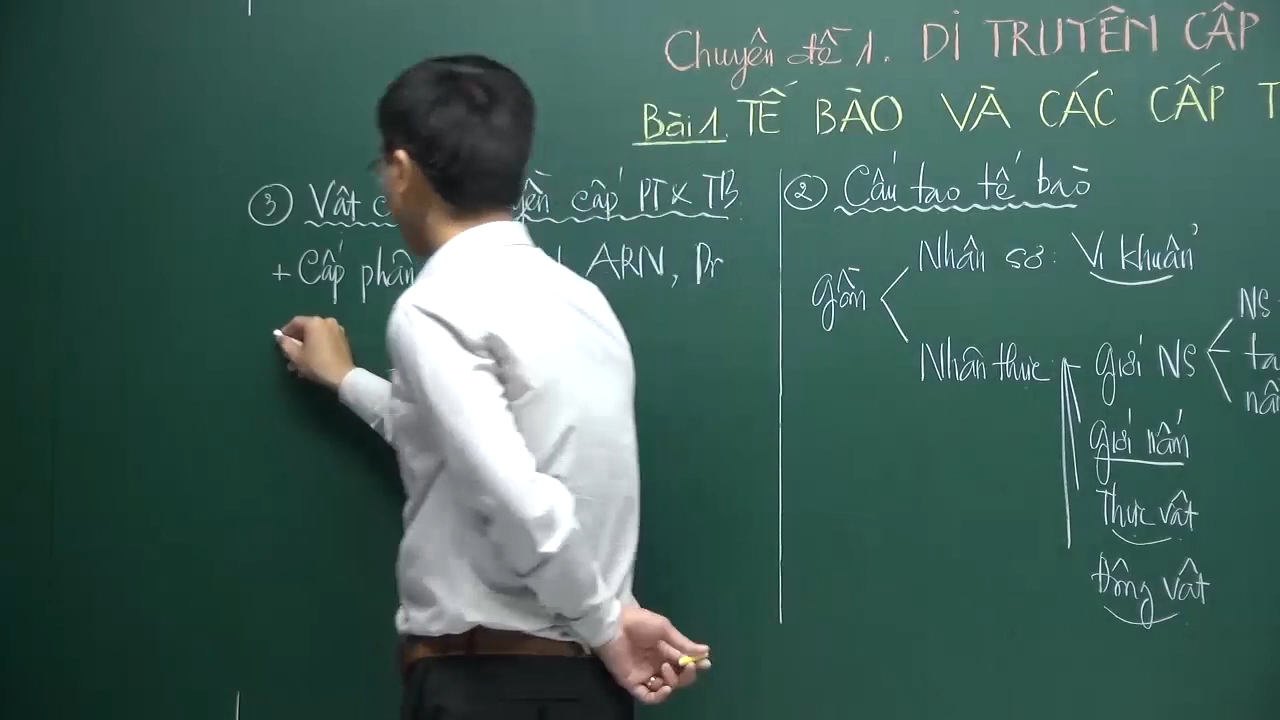 Chuyên đề 1. DI TRUYỀN CẤP
Bài 1. TẾ BÀO VÀ CÁC CẤP T
③ Vật c yền cấp PT & TB
+ Cấp phân ARN, Pr
② Cấu tạo tế bào
Nhân sơ: Vi khuẩn
gồm
Nhân thực
giới NS
NS
ta
nấ
giới nấm
Thực vật
Động vật